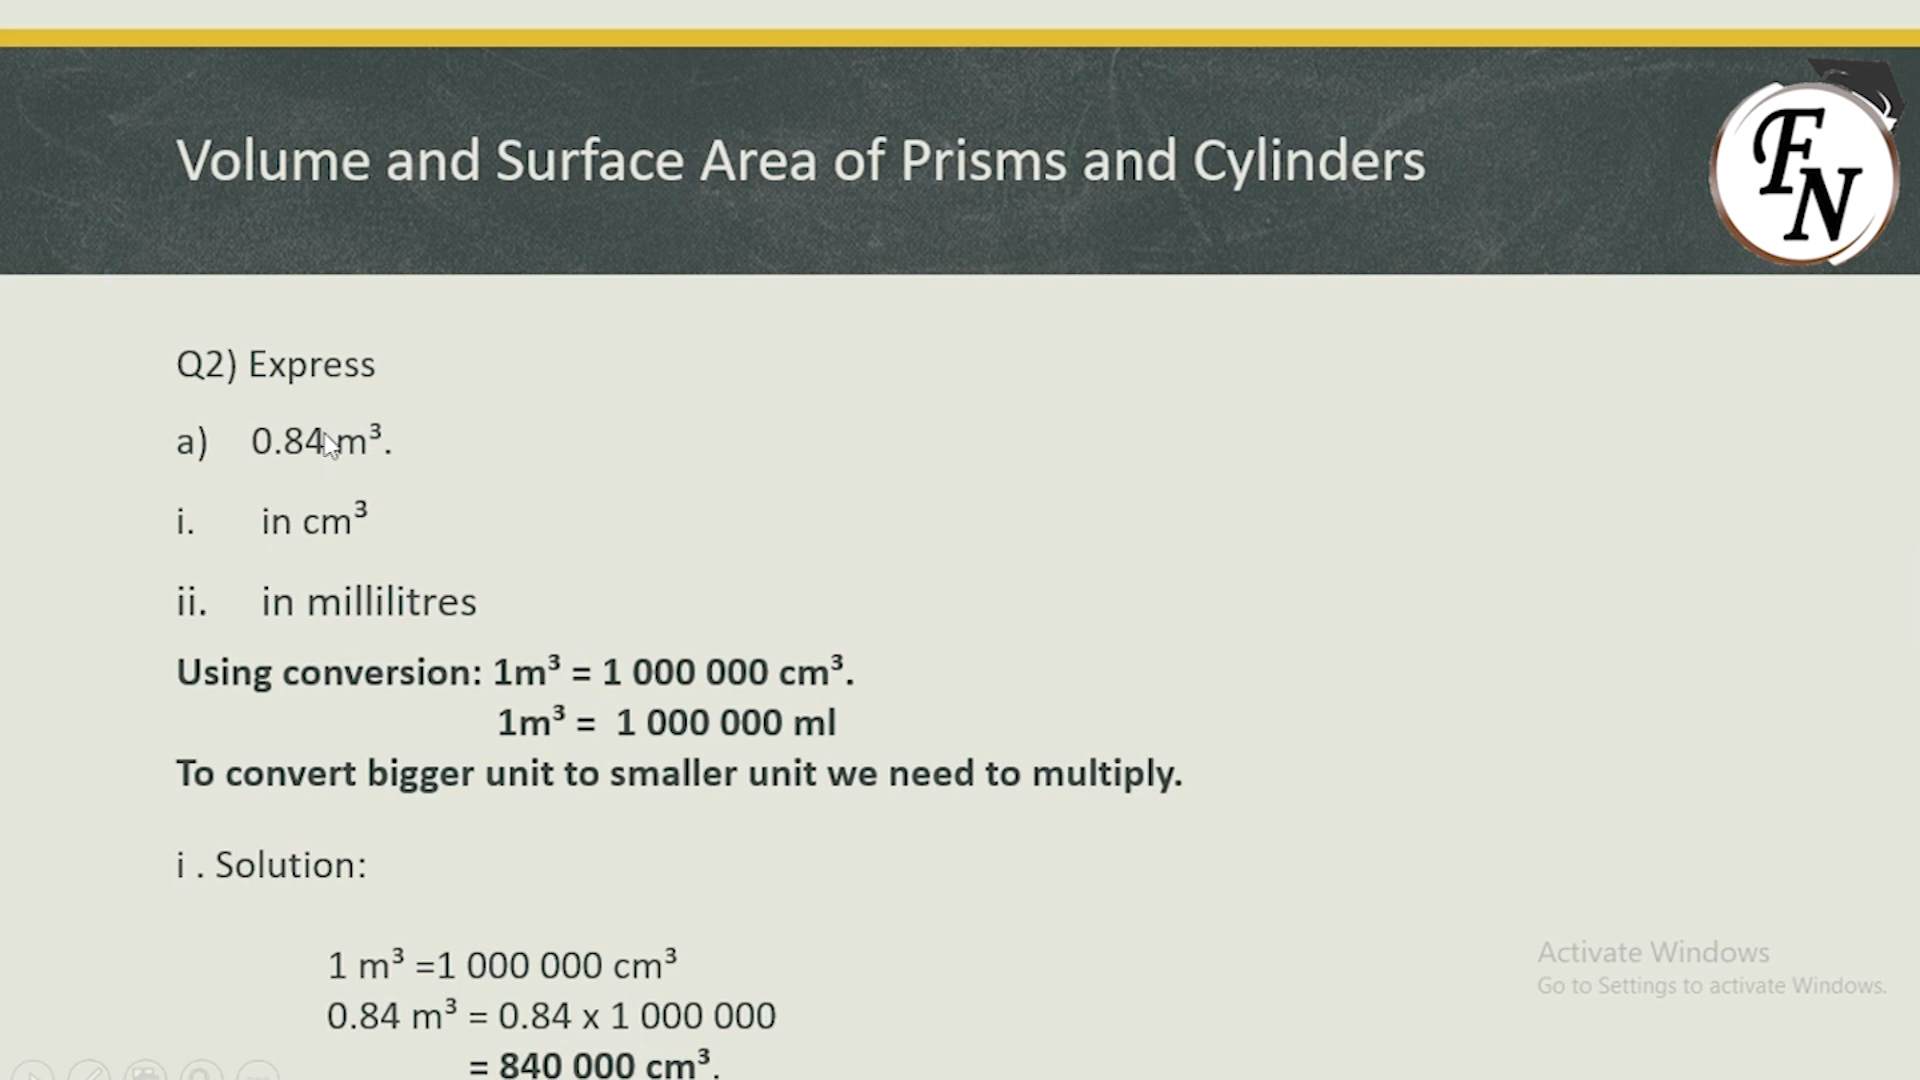 Volume and Surface Area of Prisms and Cylinders
FN
Q2) Express
a) 0.84 m³.
i. in cm³
ii. in millilitres
Using conversion: 1m³ = 1 000 000 cm³.
1m³ = 1 000 000 ml
To convert bigger unit to smaller unit we need to multiply.
i . Solution:
1 m³ =1 000 000 cm³
0.84 m³ = 0.84 x 1 000 000
= 840 000 cm³.
Activate Windows
Go to Settings to activate Windows.